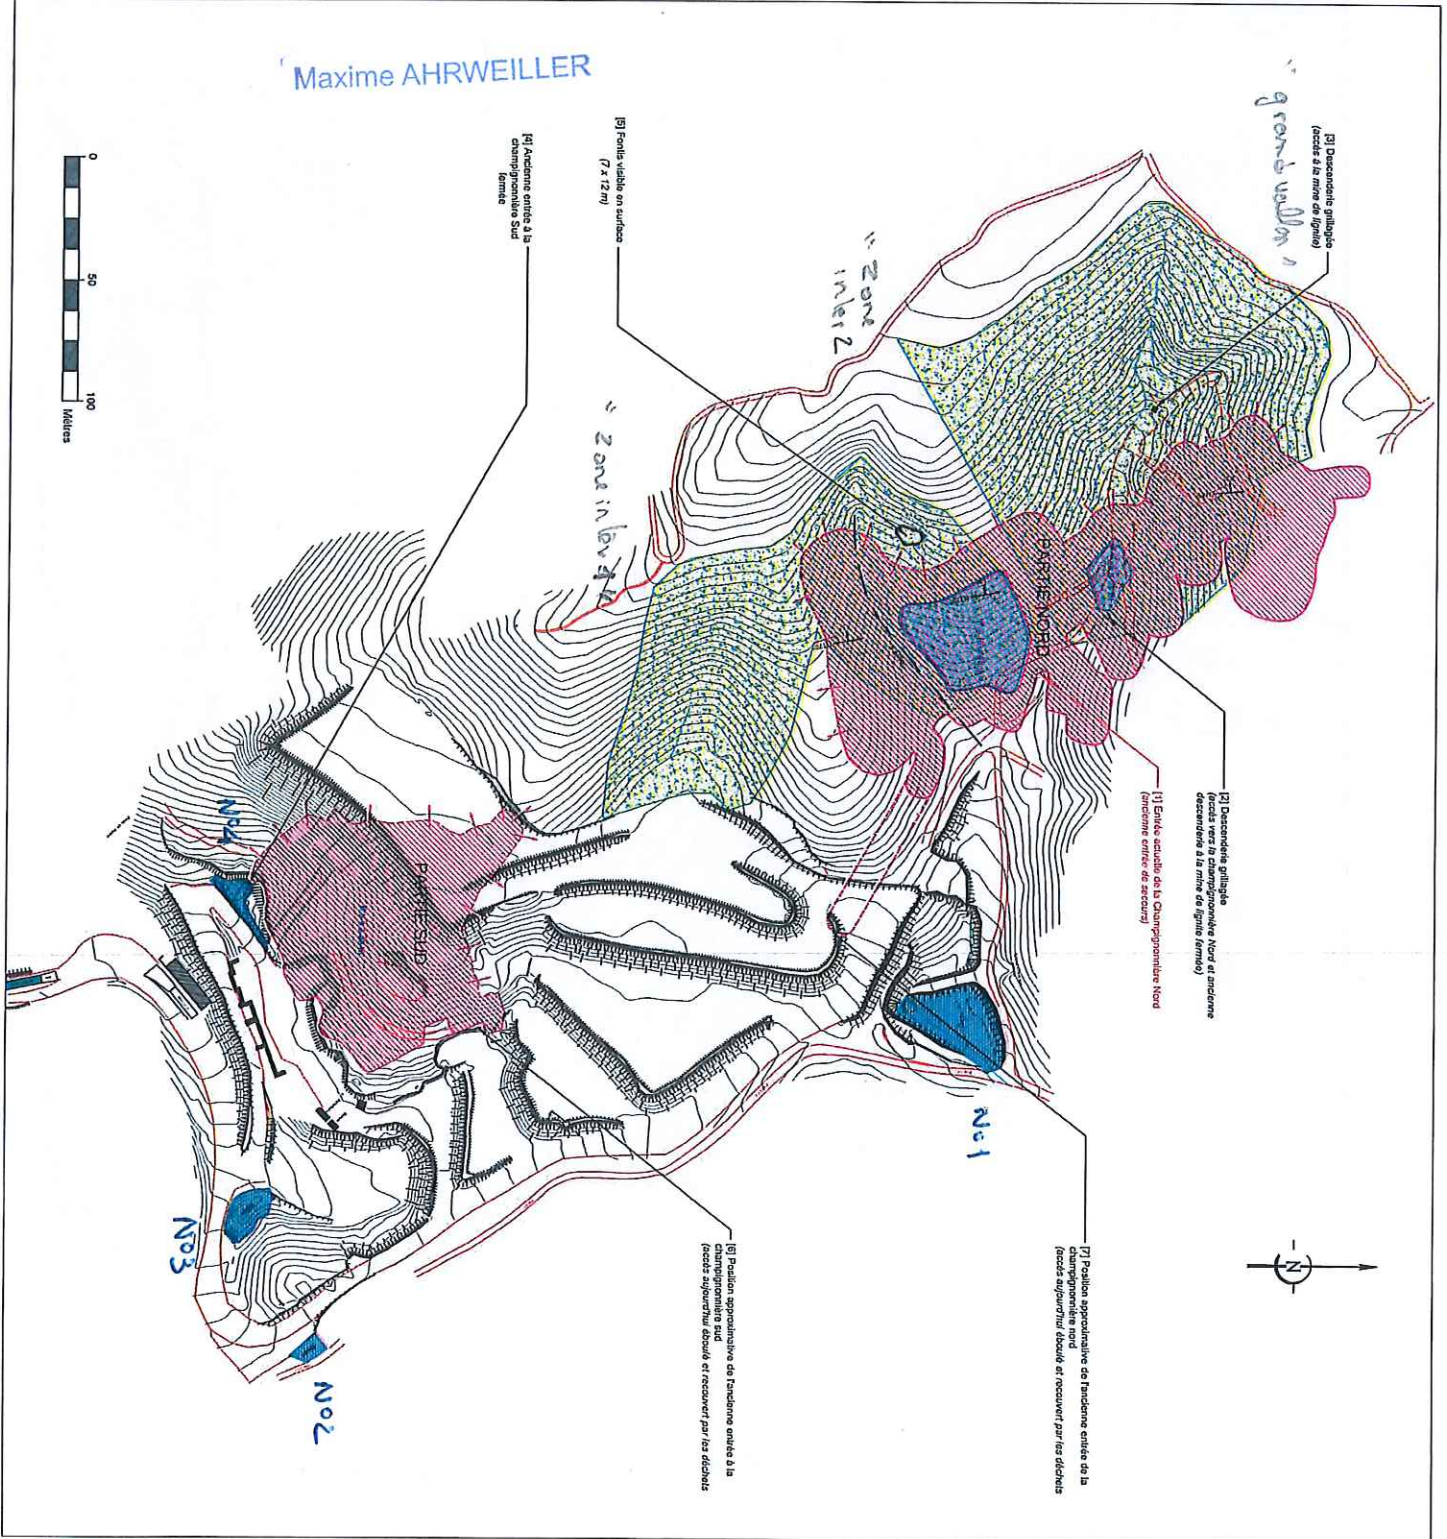 Maxime AHRWEILLER
"grand vallon"
[3] Descenderie grillagée
(accès à la mine de lignite)
[5] Fontis visible en surface
(7 x 12 m)
[4] Ancienne entrée à la
champignonnière Sud
fermée
"Zone
inter 2
"Zone inter 1"
0
50
100
Mètres
PARTIE NORD
PARTIE SUD
[2] Descenderie grillagée
(accès vers la champignonnière Nord et ancienne
descenderie à la mine de lignite fermée)
[1] Entrée actuelle de la Champignonnière Nord
(ancienne entrée de secours)
N
N°4
N°1
N°3
N°2
[7] Position approximative de l'ancienne entrée de la
champignonnière nord
(accès aujourd'hui éboulé et recouvert par les déchets
[6] Position approximative de l'ancienne entrée à la
champignonnière sud
(accès aujourd'hui éboulé et recouvert par les déchets